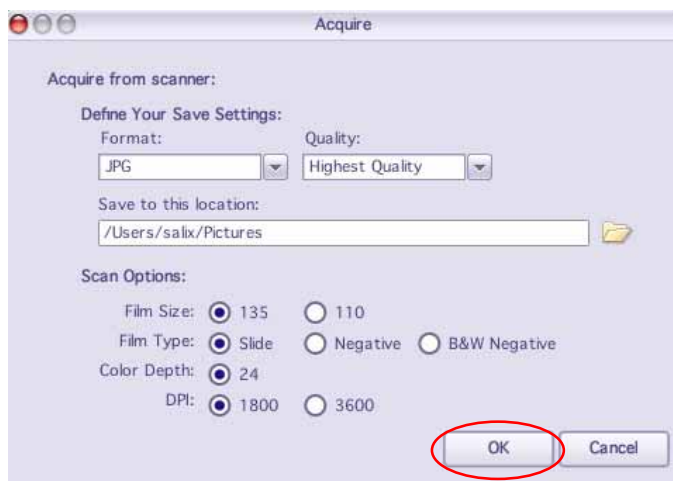 Acquire
Acquire from scanner:
Define Your Save Settings:
Format: Quality:
JPG Highest Quality
Save to this location:
/Users/salix/Pictures
Scan Options:
Film Size: 135 110
Film Type: Slide Negative B&W Negative
Color Depth: 24
DPI: 1800 3600
OK Cancel